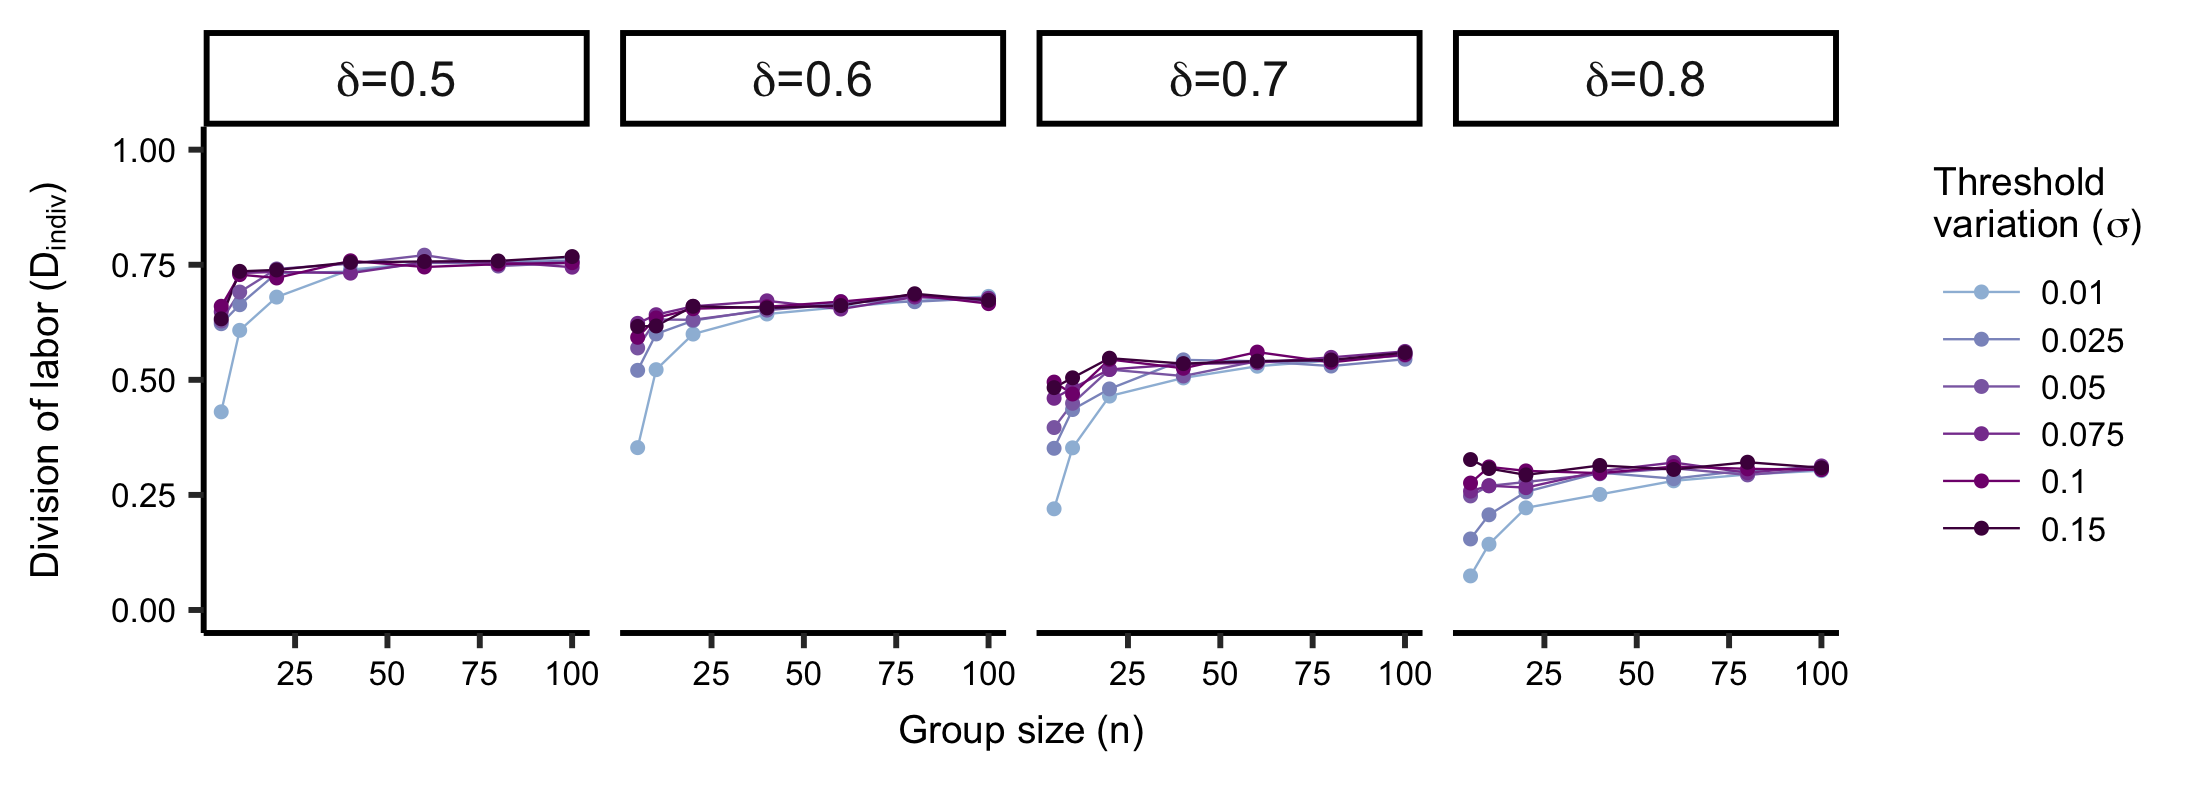 δ=0.5 δ=0.6 δ=0.7 δ=0.8
Division of labor (Dindiv)
1.00
0.75
0.50
0.25
0.00
25 50 75 100 25 50 75 100 25 50 75 100 25 50 75 100
Group size (n)
Threshold
variation (σ)
0.01
0.025
0.05
0.075
0.1
0.15